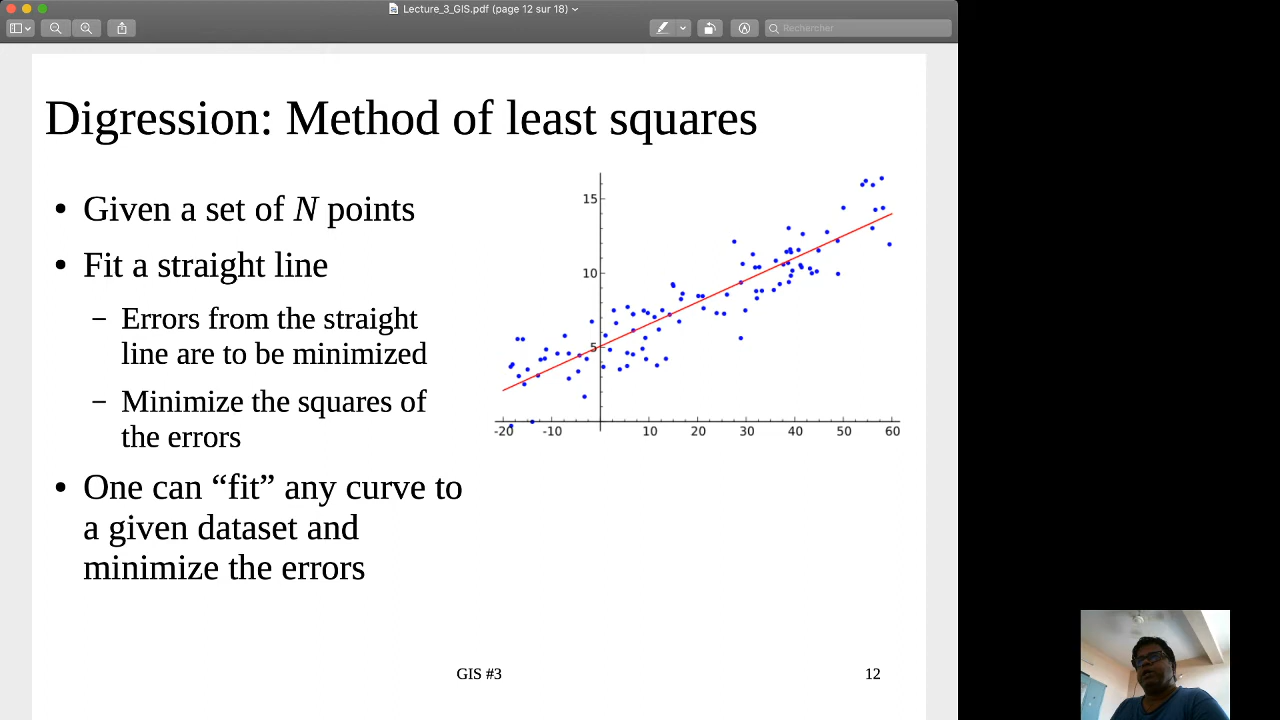 Lecture_3_GIS.pdf (page 12 sur 18)
Rechercher
Digression: Method of least squares
• Given a set of N points
• Fit a straight line
– Errors from the straight
line are to be minimized
– Minimize the squares of
the errors
• One can “fit” any curve to
a given dataset and
minimize the errors
15
10
5
-20 -10 10 20 30 40 50 60
GIS #3 12